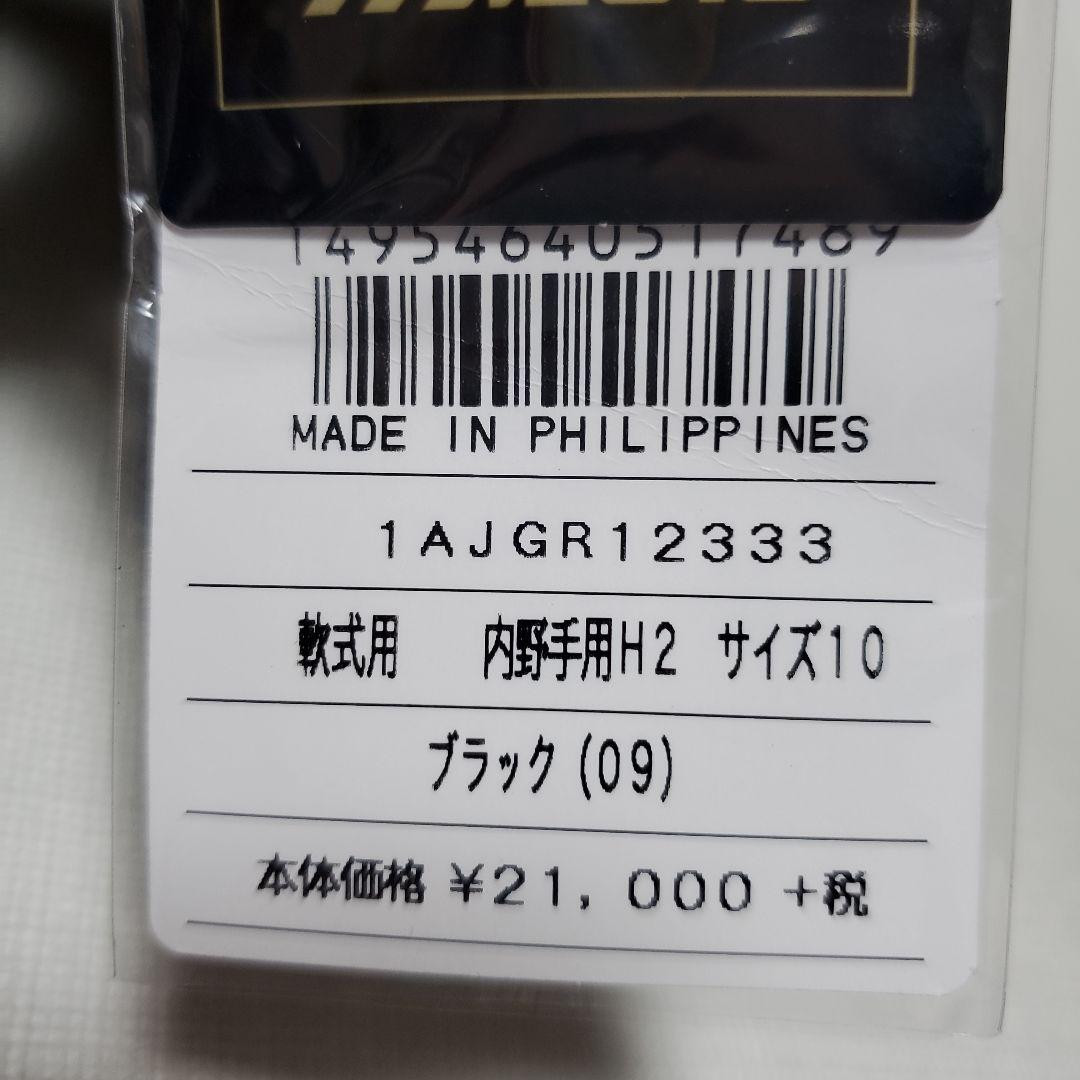 14954640517489
MADE IN PHILIPPINES
1AJGR12333
軟式用 内野手用H2 サイズ10
ブラック(09)
本体価格 ¥21,000 +税